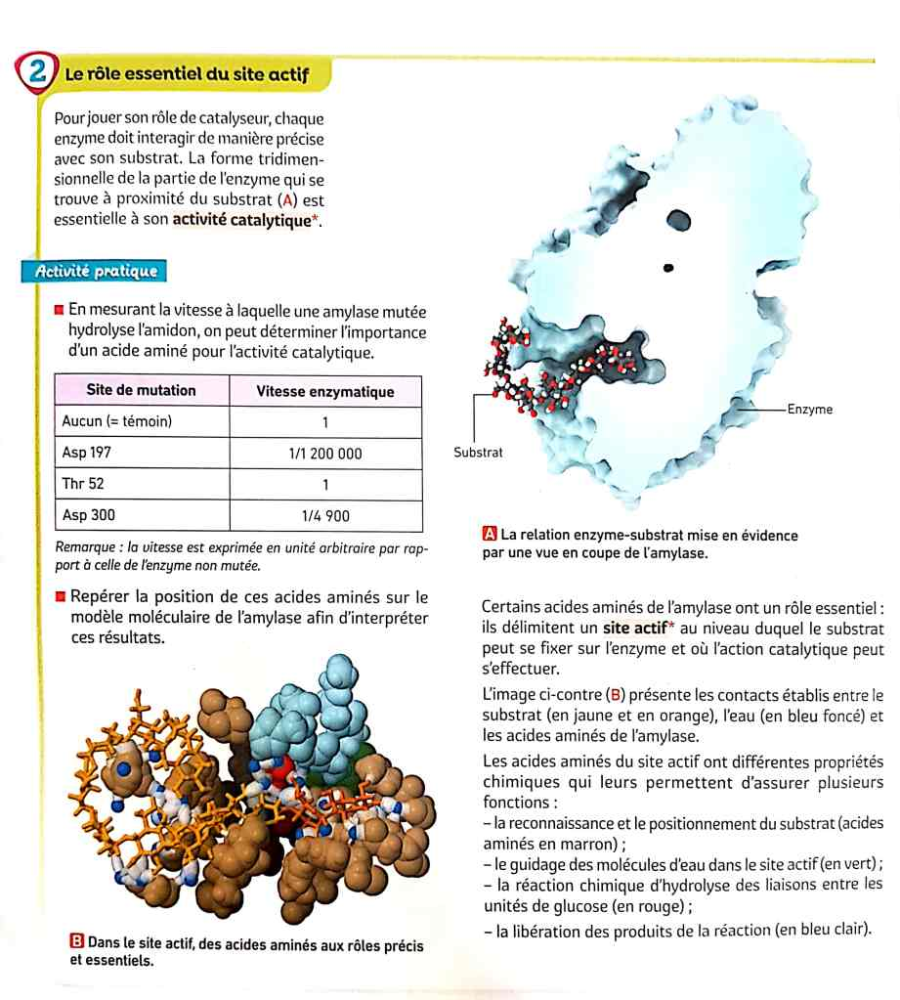 2 Le rôle essentiel du site actif
Pour jouer son rôle de catalyseur, chaque
enzyme doit interagir de manière précise
avec son substrat. La forme tridimen-
sionnelle de la partie de l'enzyme qui se
trouve à proximité du substrat (A) est
essentielle à son activité catalytique*.
Activité pratique
■ En mesurant la vitesse à laquelle une amylase mutée
hydrolyse l'amidon, on peut déterminer l'importance
d'un acide aminé pour l'activité catalytique.
Site de mutation Vitesse enzymatique
Aucun (= témoin) 1
Asp 197 1/1 200 000
Thr 52 1
Asp 300 1/4 900
Remarque : la vitesse est exprimée en unité arbitraire par rap-
port à celle de l'enzyme non mutée.
■ Repérer la position de ces acides aminés sur le
modèle moléculaire de l'amylase afin d'interpréter
ces résultats.
B Dans le site actif, des acides aminés aux rôles précis
et essentiels.
Enzyme
Substrat
A La relation enzyme-substrat mise en évidence
par une vue en coupe de l'amylase.
Certains acides aminés de l'amylase ont un rôle essentiel :
ils délimitent un site actif* au niveau duquel le substrat
peut se fixer sur l'enzyme et où l'action catalytique peut
s'effectuer.
L'image ci-contre (B) présente les contacts établis entre le
substrat (en jaune et en orange), l'eau (en bleu foncé) et
les acides aminés de l'amylase.
Les acides aminés du site actif ont différentes propriétés
chimiques qui leurs permettent d'assurer plusieurs
fonctions :
– la reconnaissance et le positionnement du substrat (acides
aminés en marron) ;
– le guidage des molécules d'eau dans le site actif (en vert) ;
– la réaction chimique d'hydrolyse des liaisons entre les
unités de glucose (en rouge) ;
– la libération des produits de la réaction (en bleu clair).